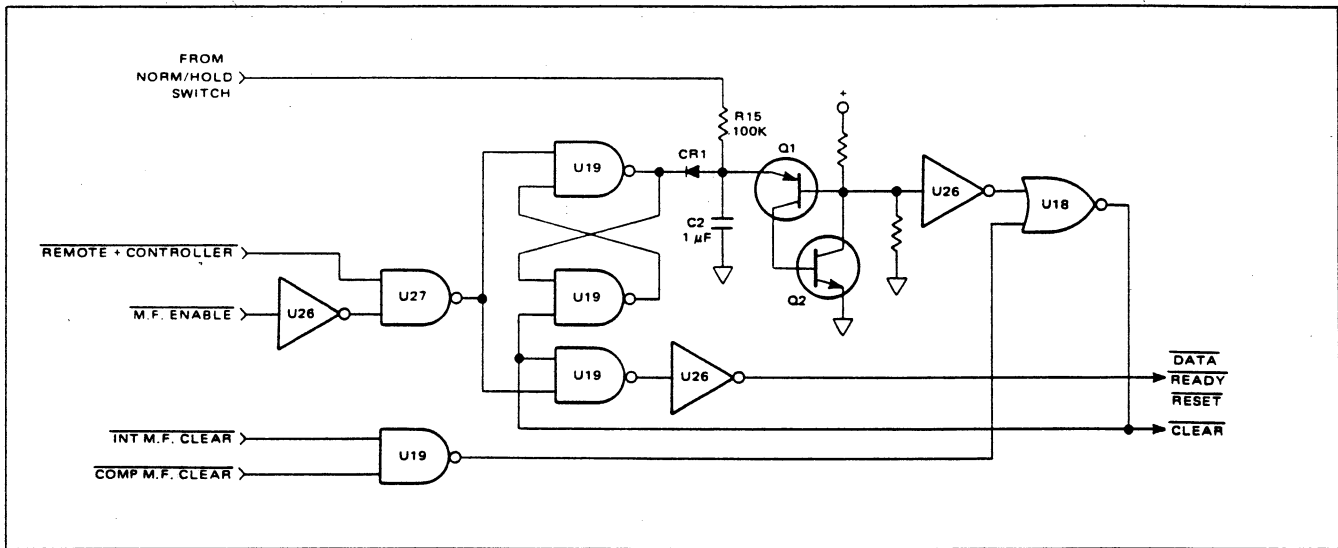 FROM
NORM/HOLD
SWITCH
R15
100K
CR1
C2
1 µF
Q1
Q2
+
U19
U26
U18
REMOTE + CONTROLLER
M.F. ENABLE
U26
U27
U19
U19
U26
DATA
READY
RESET
CLEAR
INT M.F. CLEAR
COMP M.F. CLEAR
U19